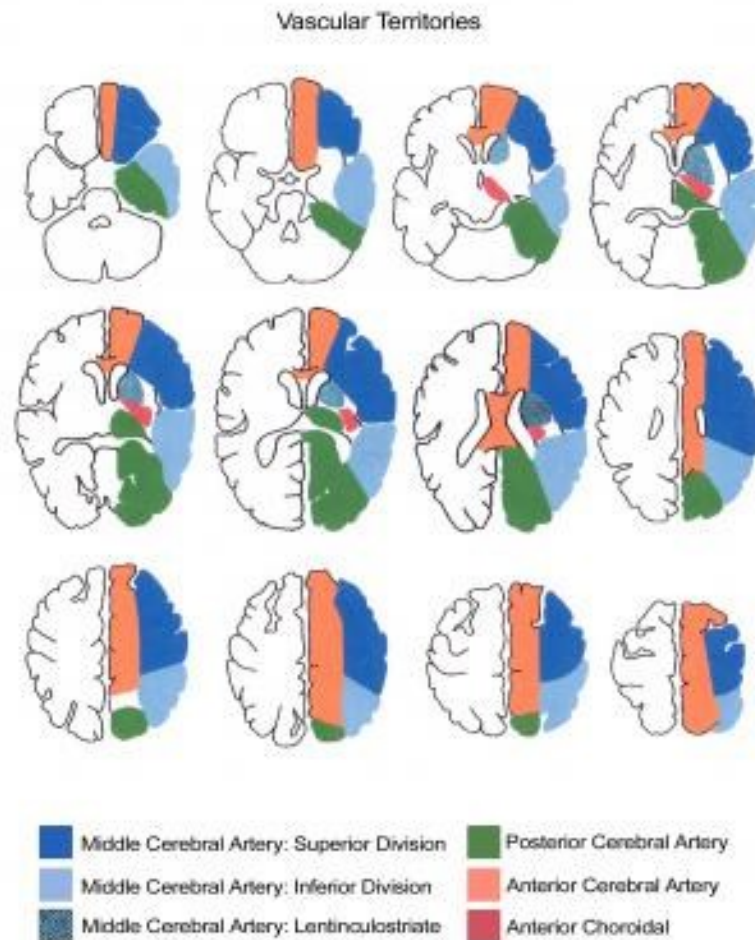 Vascular Territories
Middle Cerebral Artery: Superior Division
Posterior Cerebral Artery
Middle Cerebral Artery: Inferior Division
Anterior Cerebral Artery
Middle Cerebral Artery: Lentinculostriate
Anterior Choroidal